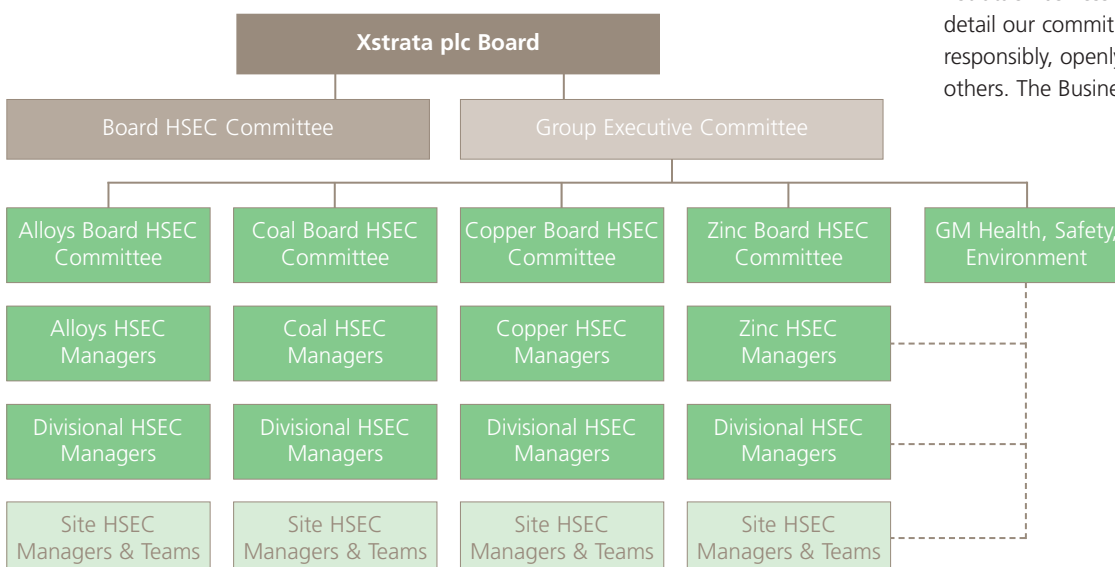 detail our commit
responsibly, openly
others. The Busine
Xstrata plc Board
Board HSEC Committee
Group Executive Committee
Alloys Board HSEC
Committee
Coal Board HSEC
Committee
Copper Board HSEC
Committee
Zinc Board HSEC
Committee
GM Health, Safety,
Environment
Alloys HSEC
Managers
Coal HSEC
Managers
Copper HSEC
Managers
Zinc HSEC
Managers
Divisional HSEC
Managers
Divisional HSEC
Managers
Divisional HSEC
Managers
Divisional HSEC
Managers
Site HSEC
Managers & Teams
Site HSEC
Managers & Teams
Site HSEC
Managers & Teams
Site HSEC
Managers & Teams